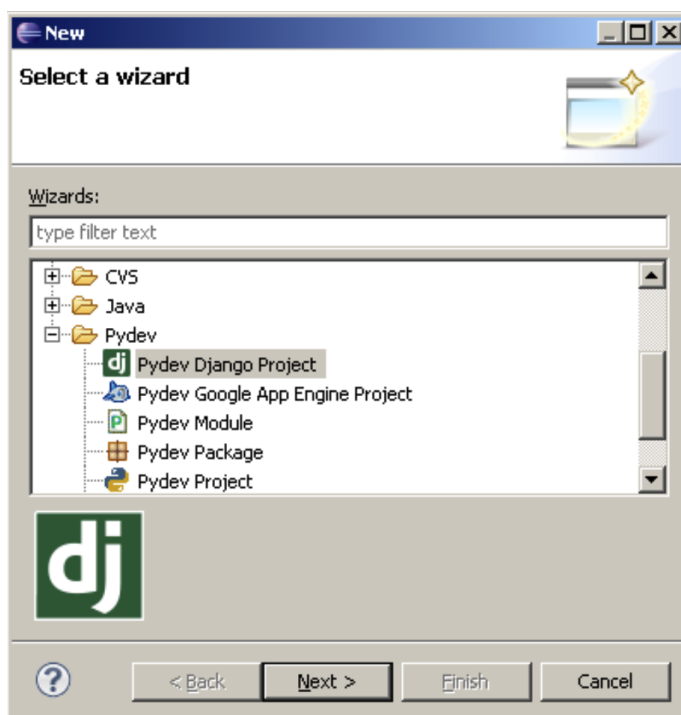 New
Select a wizard
Wizards:
type filter text
CVS
Java
Pydev
dj Pydev Django Project
Pydev Google App Engine Project
P Pydev Module
Pydev Package
Pydev Project
dj
? < Back Next > Finish Cancel